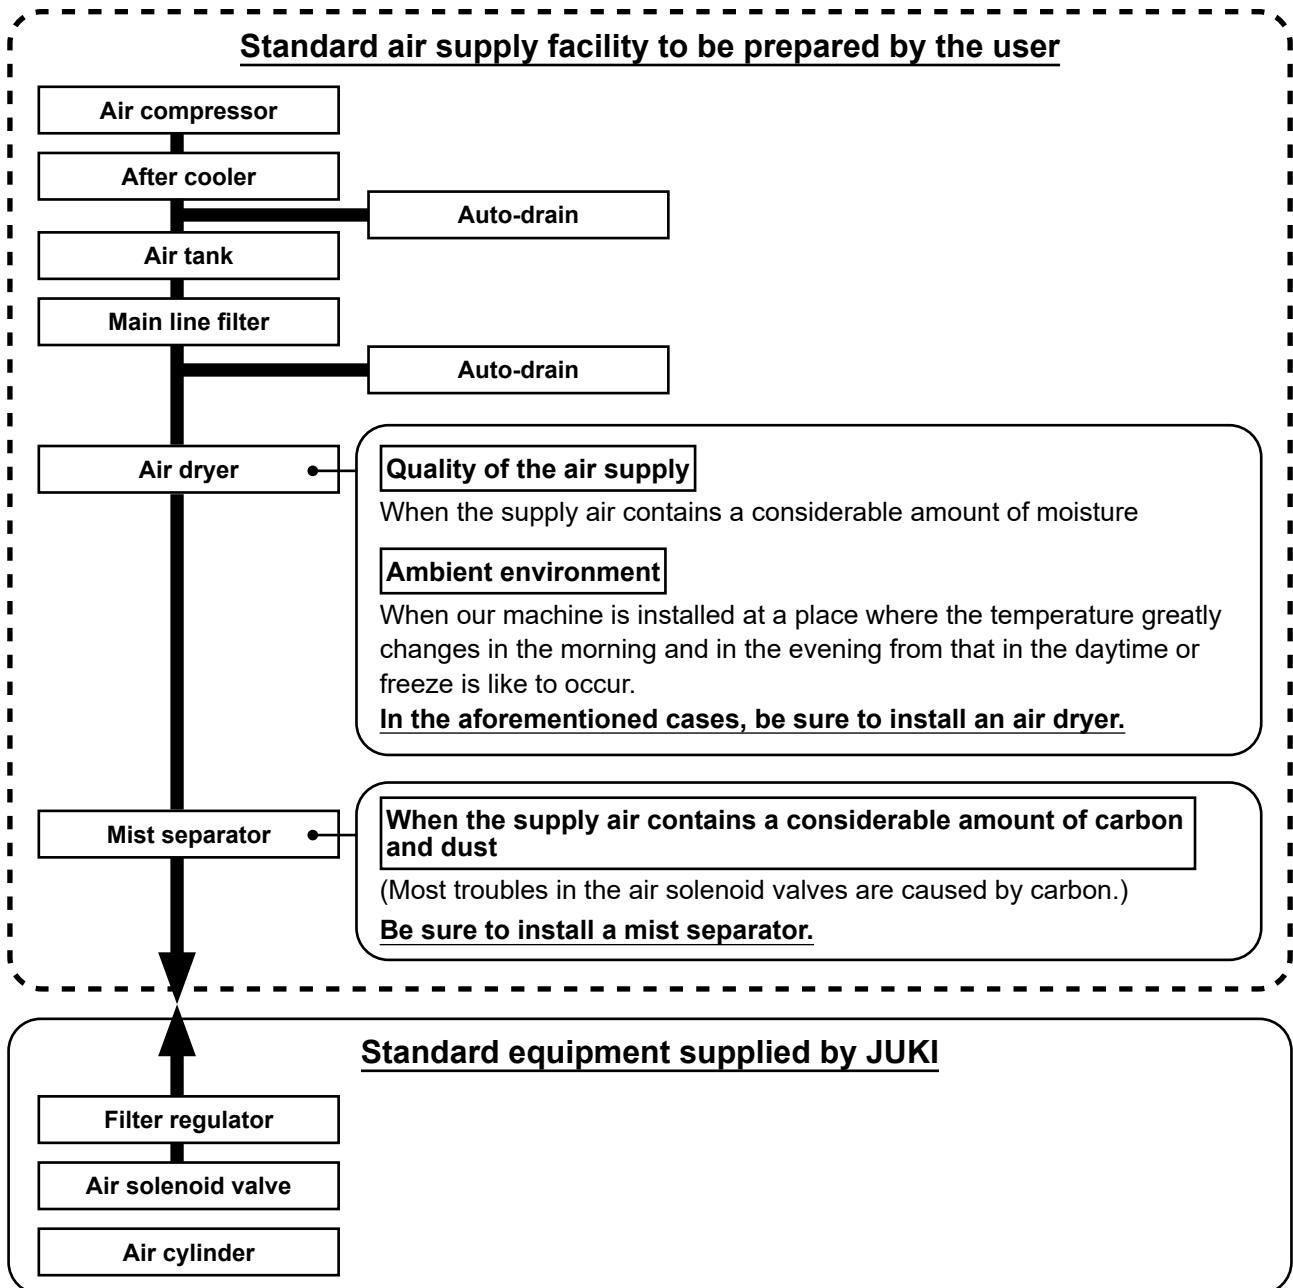 Standard air supply facility to be prepared by the user
Air compressor
After cooler
Auto-drain
Air tank
Main line filter
Auto-drain
Air dryer
Quality of the air supply
When the supply air contains a considerable amount of moisture
Ambient environment
When our machine is installed at a place where the temperature greatly
changes in the morning and in the evening from that in the daytime or
freeze is like to occur.
In the aforementioned cases, be sure to install an air dryer.
Mist separator
When the supply air contains a considerable amount of carbon
and dust
(Most troubles in the air solenoid valves are caused by carbon.)
Be sure to install a mist separator.
Standard equipment supplied by JUKI
Filter regulator
Air solenoid valve
Air cylinder